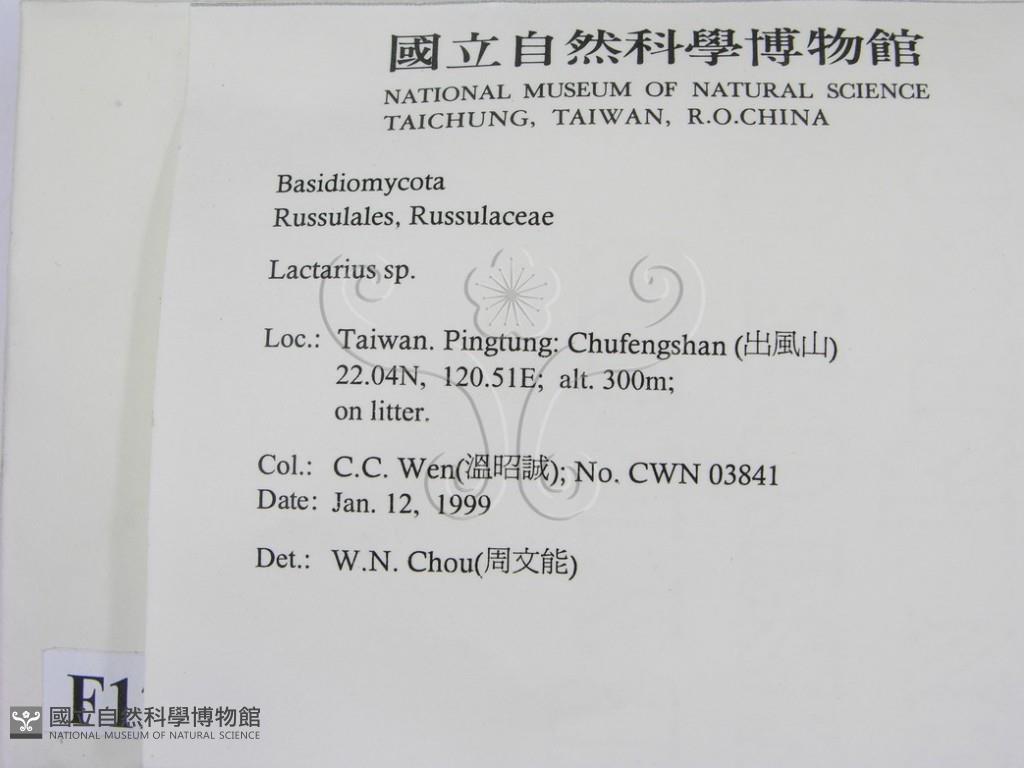 國立自然科學博物館
NATIONAL MUSEUM OF NATURAL SCIENCE
TAICHUNG, TAIWAN, R.O.CHINA
Basidiomycota
Russulales, Russulaceae
Lactarius sp.
Loc.: Taiwan. Pingtung: Chufengshan (出風山)
22.04N, 120.51E; alt. 300m;
on litter.
Col.: C.C. Wen(溫昭誠); No. CWN 03841
Date: Jan. 12, 1999
Det.: W.N. Chou(周文能)
F1
國立自然科學博物館
NATIONAL MUSEUM OF NATURAL SCIENCE